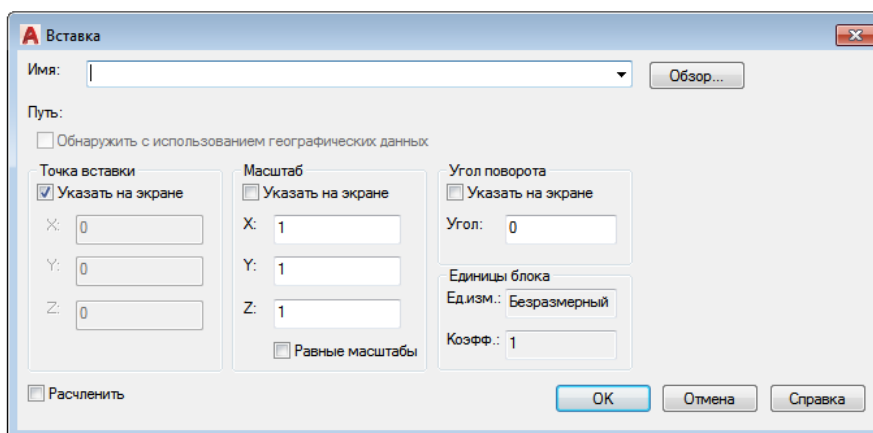 Вставка
Имя:
Обзор...
Путь:
Обнаружить с использованием географических данных
Точка вставки
Указать на экране
X: 0
Y: 0
Z: 0
Масштаб
Указать на экране
X: 1
Y: 1
Z: 1
Равные масштабы
Угол поворота
Указать на экране
Угол: 0
Единицы блока
Ед.изм.: Безразмерный
Коэфф.: 1
Расчленить
OK Отмена Справка